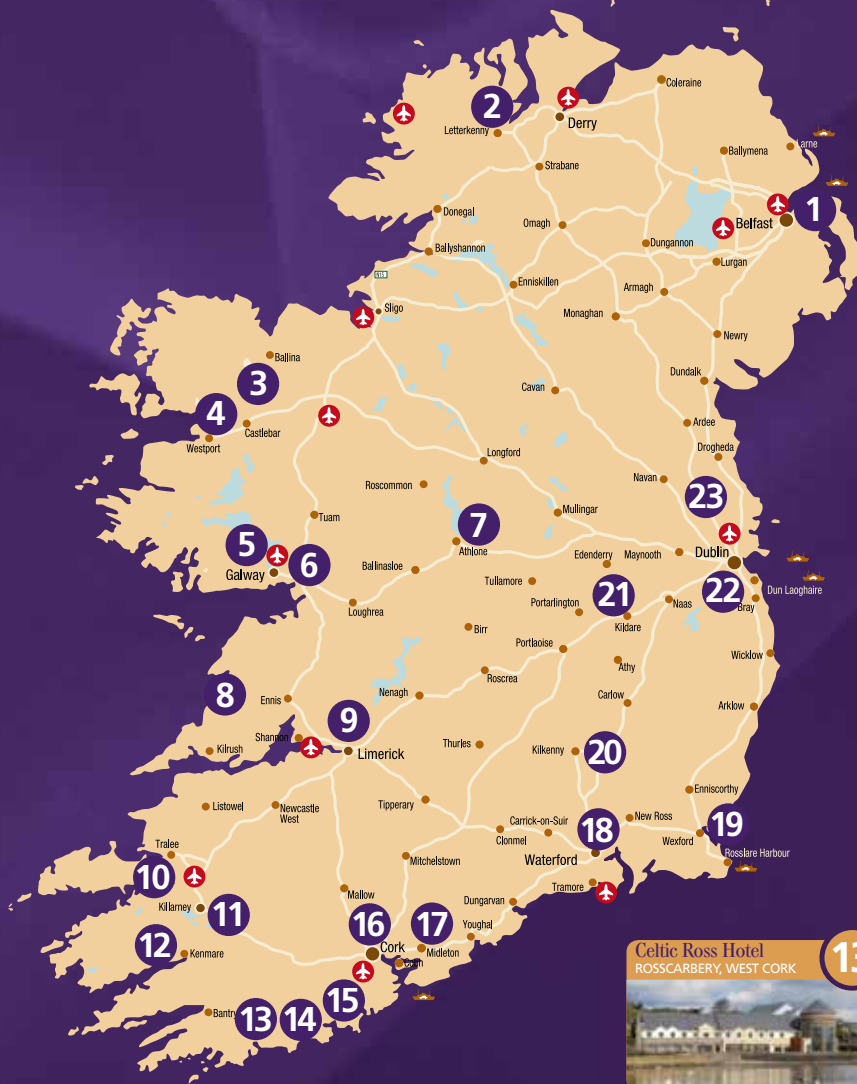 Coleraine
2
Derry
Letterkenny
Larne
Ballymena
Strabane
1
Donegal
Omagh
Belfast
Dungannon
Ballyshannon
Lurgan
N15
Enniskillen
Armagh
Sligo
Monaghan
Newry
Ballina
Dundalk
3
Cavan
4
Castlebar
Ardee
Westport
Drogheda
Longford
Roscommon
Navan
23
Mullingar
Tuam
7
5
Athlone
Edenderry
Maynooth
Dublin
6
Ballinasloe
Galway
Tullamore
22
Dun Laoghaire
21
Portarlington
Naas
Bray
Loughrea
Kildare
Birr
Portlaoise
Wicklow
Athy
Roscrea
8
Ennis
Nenagh
Carlow
Arklow
9
Shannon
Thurles
Kilrush
Limerick
Kilkenny
20
Enniscorthy
Listowel
Newcastle
West
Tipperary
Carrick-on-Suir
New Ross
18
19
Clonmel
Wexford
Tralee
Mitchelstown
Waterford
Rosslare Harbour
10
Mallow
Tramore
Killarney
11
Dungarvan
16
17
Youghal
12
Cork
Kenmare
Midleton
Cobh
15
Bantry
13
14
Celtic Ross Hotel
ROSSCARBERY, WEST CORK
13